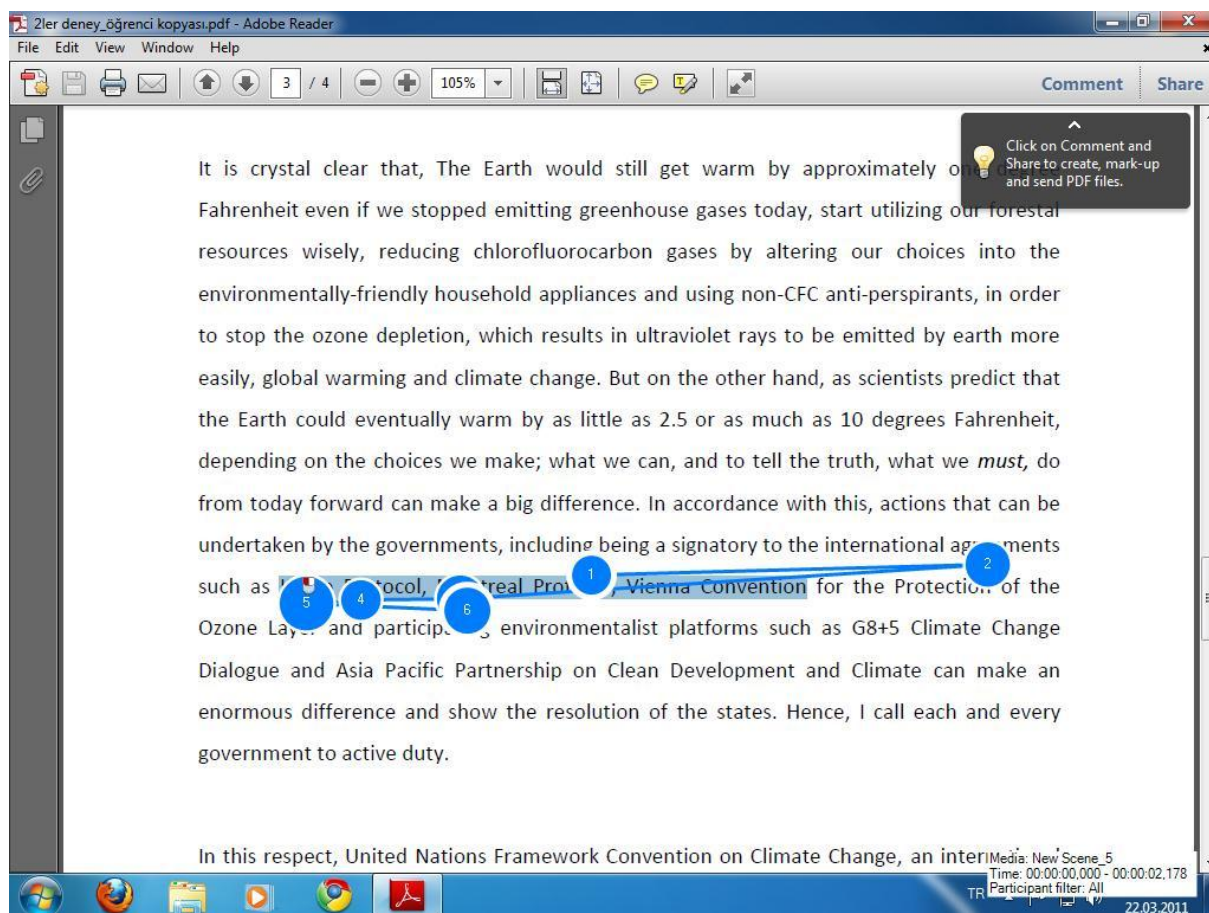 2ler deney_öğrenci kopyası.pdf - Adobe Reader
File Edit View Window Help
3 / 4 105% Comment Share
Click on Comment and
Share to create, mark-up
and send PDF files.
It is crystal clear that, The Earth would still get warm by approximately
Fahrenheit even if we stopped emitting greenhouse gases today, start utilizing our forestal
resources wisely, reducing chlorofluorocarbon gases by altering our choices into the
environmentally-friendly household appliances and using non-CFC anti-perspirants, in order
to stop the ozone depletion, which results in ultraviolet rays to be emitted by earth more
easily, global warming and climate change. But on the other hand, as scientists predict that
the Earth could eventually warm by as little as 2.5 or as much as 10 degrees Fahrenheit,
depending on the choices we make; what we can, and to tell the truth, what we must, do
from today forward can make a big difference. In accordance with this, actions that can be
undertaken by the governments, including being a signatory to the international agreements
such as Vienna Convention for the Protection of the
Ozone Layer and environmentalist platforms such as G8+5 Climate Change
Dialogue and Asia Pacific Partnership on Clean Development and Climate can make an
enormous difference and show the resolution of the states. Hence, I call each and every
government to active duty.
1
2
4
5
6
In this respect, United Nations Framework Convention on Climate Change, an
Media: New Scene_5
Time: 00:00:00,000 - 00:00:02,178
Participant filter: All
TR
22.03.2011